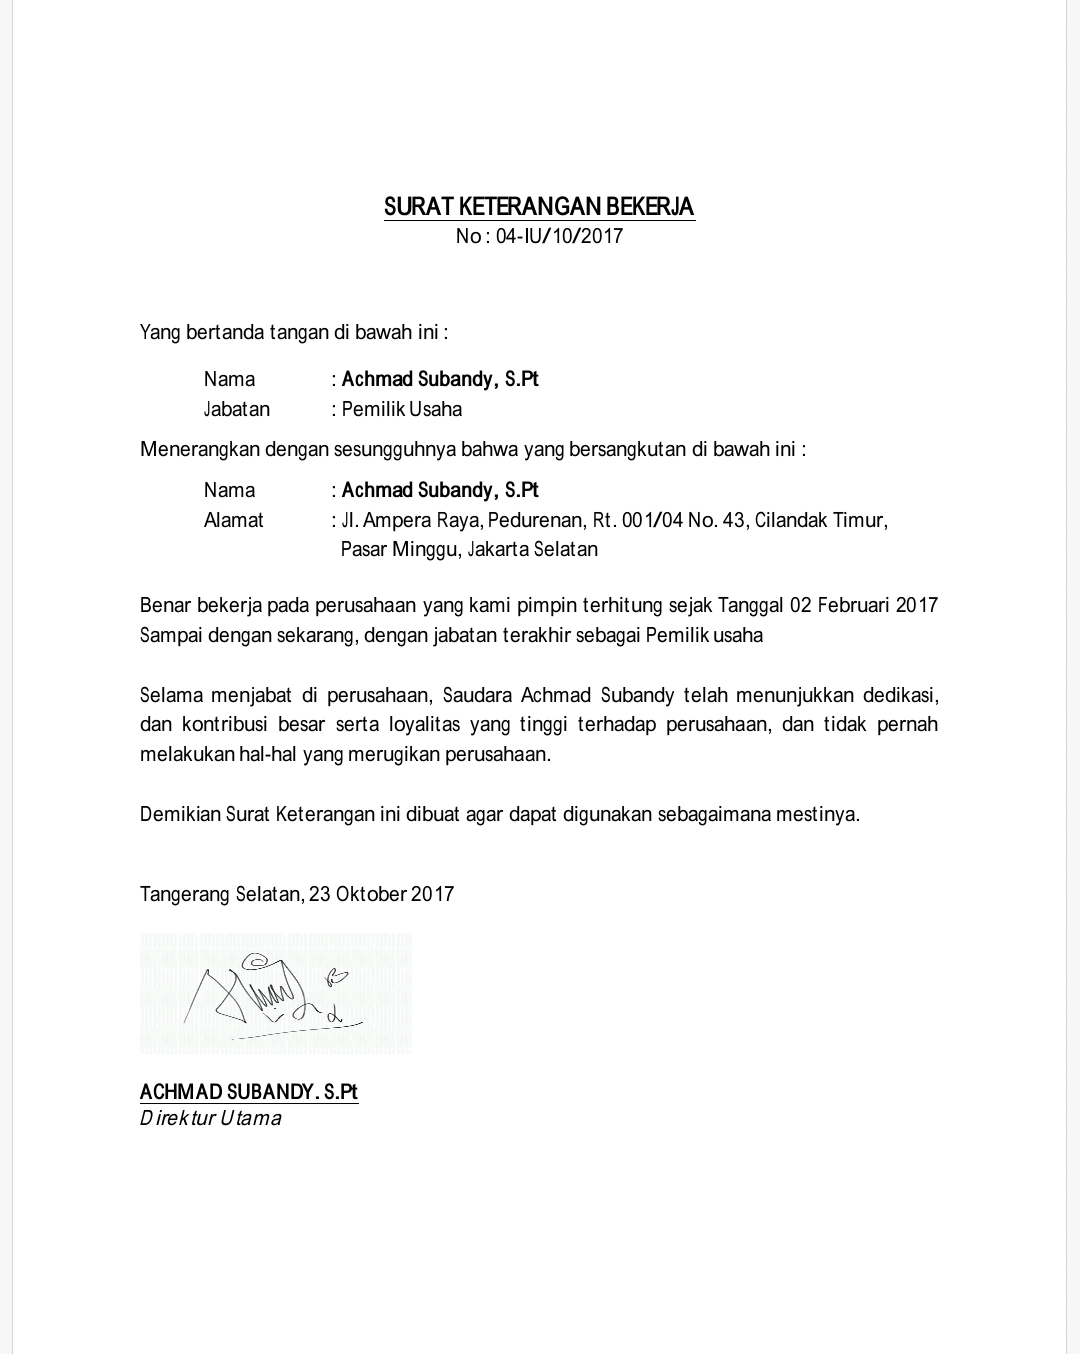 SURAT KETERANGAN BEKERJA
No : 04-IU/10/2017
Yang bertanda tangan di bawah ini :
Nama : Achmad Subandy, S.Pt
Jabatan : Pemilik Usaha
Menerangkan dengan sesungguhnya bahwa yang bersangkutan di bawah ini :
Nama : Achmad Subandy, S.Pt
Alamat : Jl. Ampera Raya, Pedurenan, Rt. 001/04 No. 43, Cilandak Timur,
Pasar Minggu, Jakarta Selatan
Benar bekerja pada perusahaan yang kami pimpin terhitung sejak Tanggal 02 Februari 2017
Sampai dengan sekarang, dengan jabatan terakhir sebagai Pemilik usaha
Selama menjabat di perusahaan, Saudara Achmad Subandy telah menunjukkan dedikasi,
dan kontribusi besar serta loyalitas yang tinggi terhadap perusahaan, dan tidak pernah
melakukan hal-hal yang merugikan perusahaan.
Demikian Surat Keterangan ini dibuat agar dapat digunakan sebagaimana mestinya.
Tangerang Selatan, 23 Oktober 2017
ACHMAD SUBANDY. S.Pt
Direktur Utama